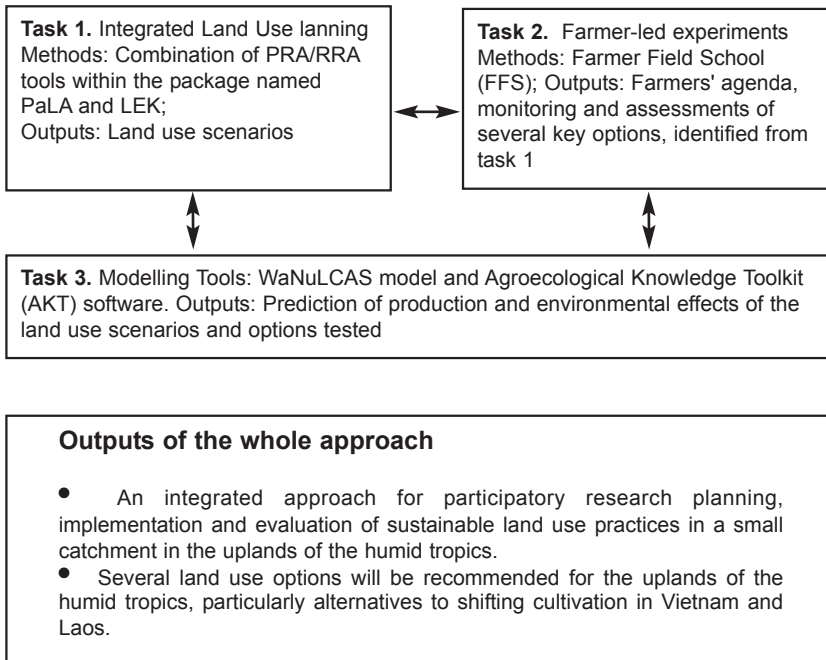 Task 1. Integrated Land Use lanning
Methods: Combination of PRA/RRA
tools within the package named
PaLA and LEK;
Outputs: Land use scenarios
Task 2. Farmer-led experiments
Methods: Farmer Field School
(FFS); Outputs: Farmers' agenda,
monitoring and assessments of
several key options, identified from
task 1
Task 3. Modelling Tools: WaNuLCAS model and Agroecological Knowledge Toolkit
(AKT) software. Outputs: Prediction of production and environmental effects of the
land use scenarios and options tested
Outputs of the whole approach
● An integrated approach for participatory research planning,
implementation and evaluation of sustainable land use practices in a small
catchment in the uplands of the humid tropics.
● Several land use options will be recommended for the uplands of the
humid tropics, particularly alternatives to shifting cultivation in Vietnam and
Laos.